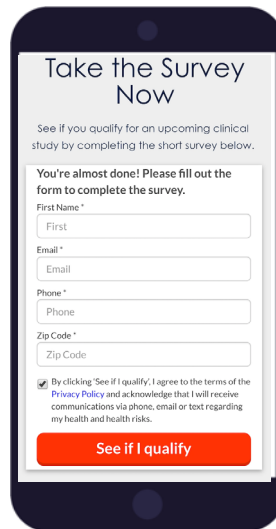 Take the Survey
Now
See if you qualify for an upcoming clinical
study by completing the short survey below.
You're almost done! Please fill out the
form to complete the survey.
First Name *
First
Email *
Email
Phone *
Phone
Zip Code *
Zip Code
By clicking 'See if I qualify', I agree to the terms of the
Privacy Policy and acknowledge that I will receive
communications via phone, email or text regarding
my health and health risks.
See if I qualify